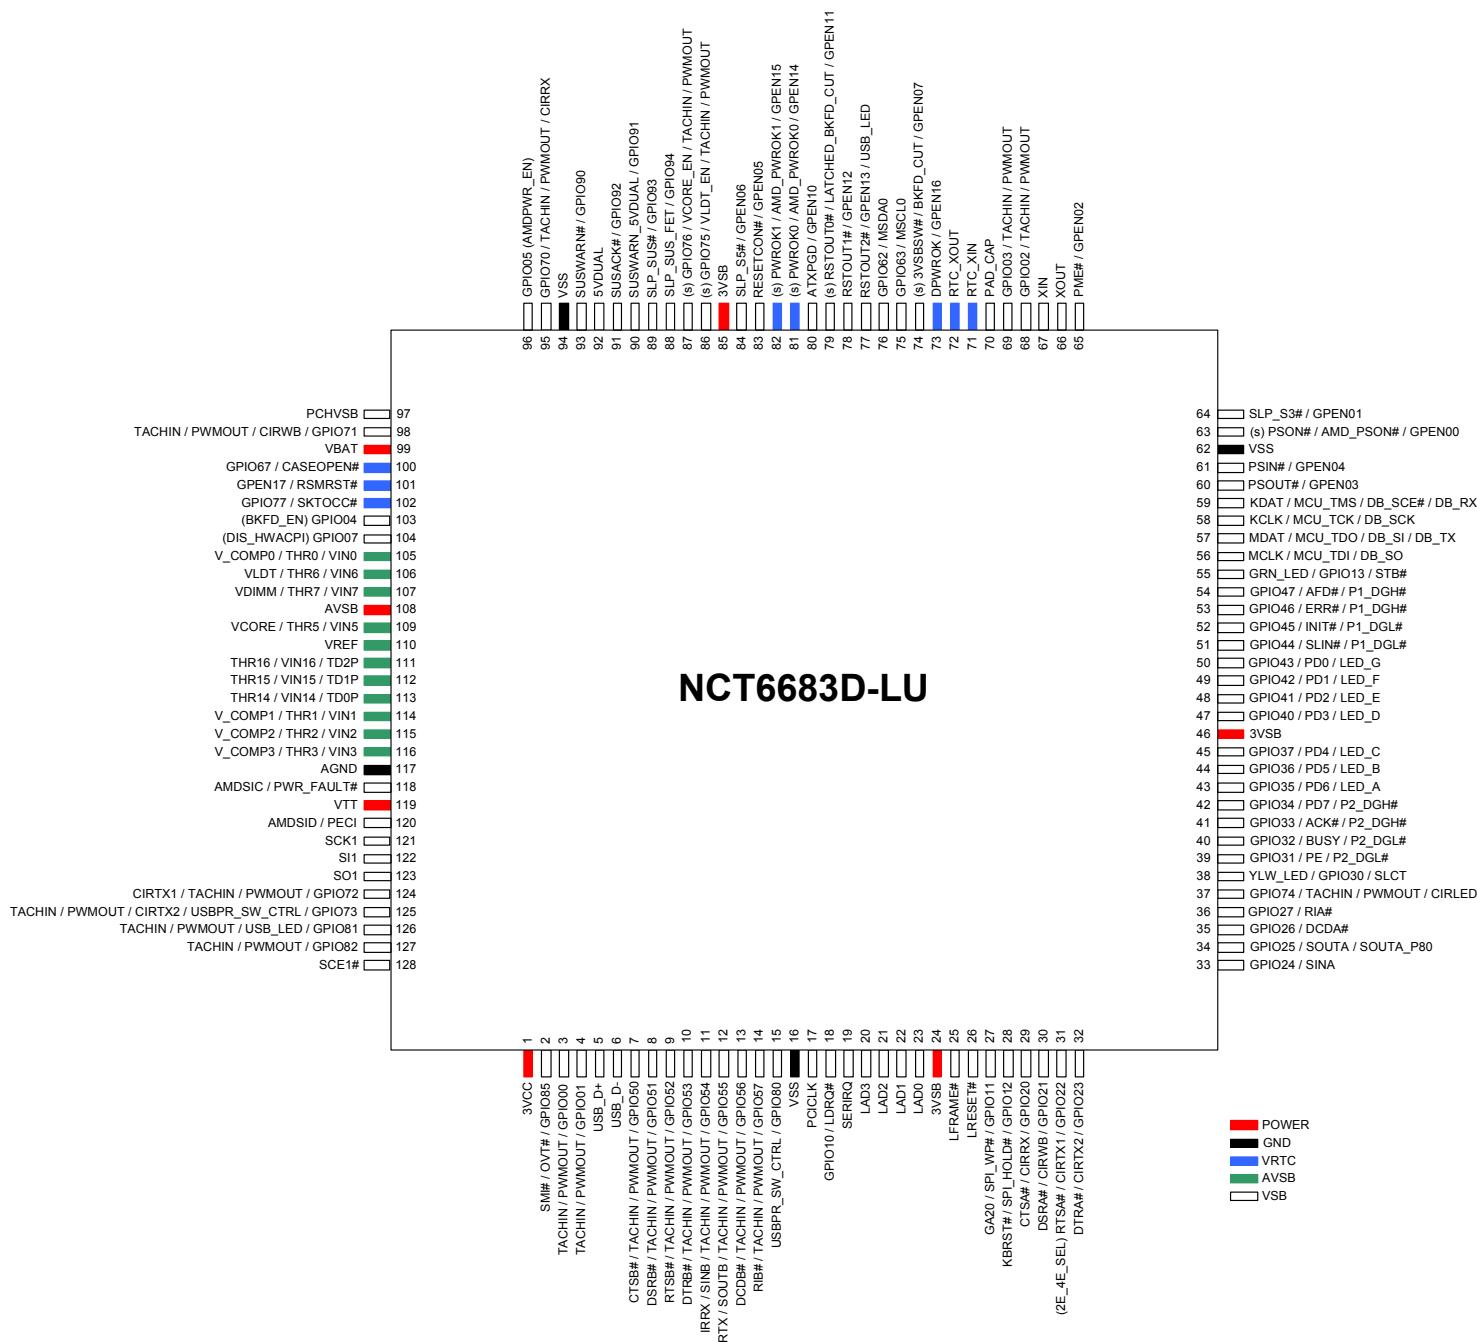 GPIO05 (AMDPWR_EN)
GPIO70 / TACHIN / PWMOUT / CIRRX
VSS
SUSWARN# / GPIO90
5VDUAL
SUSACK# / GPIO92
SUSWARN_5VDUAL / GPIO91
SLP_SUS# / GPIO93
SLP_SUS_FET / GPIO94
(s) GPIO76 / VCORE_EN / TACHIN / PWMOUT
(s) GPIO75 / VLDT_EN / TACHIN / PWMOUT
3VSB
SLP_S5# / GPEN06
RESETCON# / GPEN05
(s) PWROK1 / AMD_PWROK1 / GPEN15
(s) PWROK0 / AMD_PWROK0 / GPEN14
ATXPGD / GPEN10
(s) RSTOUT0# / LATCHED_BKFD_CUT / GPEN11
RSTOUT1# / GPEN12
RSTOUT2# / GPEN13 / USB_LED
GPIO62 / MSDA0
GPIO63 / MSCL0
(s) 3VSBSW# / BKFD_CUT / GPEN07
DPWROK / GPEN16
RTC_XOUT
RTC_XIN
PAD_CAP
GPIO03 / TACHIN / PWMOUT
GPIO02 / TACHIN / PWMOUT
XIN
XOUT
PME# / GPEN02
96
95
94
93
92
91
90
89
88
87
86
85
84
83
82
81
80
79
78
77
76
75
74
73
72
71
70
69
68
67
66
65
PCHVSB 97
TACHIN / PWMOUT / CIRWB / GPIO71 98
VBAT 99
GPIO67 / CASEOPEN# 100
GPEN17 / RSMRST# 101
GPIO77 / SKTOCC# 102
(BKFD_EN) GPIO04 103
(DIS_HWACPI) GPIO07 104
V_COMP0 / THR0 / VIN0 105
VLDT / THR6 / VIN6 106
VDIMM / THR7 / VIN7 107
AVSB 108
VCORE / THR5 / VIN5 109
VREF 110
THR16 / VIN16 / TD2P 111
THR15 / VIN15 / TD1P 112
THR14 / VIN14 / TD0P 113
V_COMP1 / THR1 / VIN1 114
V_COMP2 / THR2 / VIN2 115
V_COMP3 / THR3 / VIN3 116
AGND 117
AMDSIC / PWR_FAULT# 118
VTT 119
AMDSID / PECI 120
SCK1 121
SI1 122
SO1 123
CIRTX1 / TACHIN / PWMOUT / GPIO72 124
TACHIN / PWMOUT / CIRTX2 / USBPR_SW_CTRL / GPIO73 125
TACHIN / PWMOUT / USB_LED / GPIO81 126
TACHIN / PWMOUT / GPIO82 127
SCE1# 128
NCT6683D-LU
64 SLP_S3# / GPEN01
63 (s) PSON# / AMD_PSON# / GPEN00
62 VSS
61 PSIN# / GPEN04
60 PSOUT# / GPEN03
59 KDAT / MCU_TMS / DB_SCE# / DB_RX
58 KCLK / MCU_TCK / DB_SCK
57 MDAT / MCU_TDO / DB_SI / DB_TX
56 MCLK / MCU_TDI / DB_SO
55 GRN_LED / GPIO13 / STB#
54 GPIO47 / AFD# / P1_DGH#
53 GPIO46 / ERR# / P1_DGH#
52 GPIO45 / INIT# / P1_DGL#
51 GPIO44 / SLIN# / P1_DGL#
50 GPIO43 / PD0 / LED_G
49 GPIO42 / PD1 / LED_F
48 GPIO41 / PD2 / LED_E
47 GPIO40 / PD3 / LED_D
46 3VSB
45 GPIO37 / PD4 / LED_C
44 GPIO36 / PD5 / LED_B
43 GPIO35 / PD6 / LED_A
42 GPIO34 / PD7 / P2_DGH#
41 GPIO33 / ACK# / P2_DGH#
40 GPIO32 / BUSY / P2_DGL#
39 GPIO31 / PE / P2_DGL#
38 YLW_LED / GPIO30 / SLCT
37 GPIO74 / TACHIN / PWMOUT / CIRLED
36 GPIO27 / RIA#
35 GPIO26 / DCDA#
34 GPIO25 / SOUTA / SOUTA_P80
33 GPIO24 / SINA
1
2
3
4
5
6
7
8
9
10
11
12
13
14
15
16
17
18
19
20
21
22
23
24
25
26
27
28
29
30
31
32
3VCC
SMI# / OVT# / GPIO85
TACHIN / PWMOUT / GPIO00
TACHIN / PWMOUT / GPIO01
USB_D+
USB_D-
CTSB# / TACHIN / PWMOUT / GPIO50
DSRB# / TACHIN / PWMOUT / GPIO51
RTSB# / TACHIN / PWMOUT / GPIO52
DTRB# / TACHIN / PWMOUT / GPIO53
IRRX / SINB / TACHIN / PWMOUT / GPIO54
RTX / SOUTB / TACHIN / PWMOUT / GPIO55
DCDB# / TACHIN / PWMOUT / GPIO56
RIB# / TACHIN / PWMOUT / GPIO57
USBPR_SW_CTRL / GPIO80
VSS
PCICLK
GPIO10 / LDRQ#
SERIRQ
LAD3
LAD2
LAD1
LAD0
3VSB
LFRAME#
LRESET#
GA20 / SPI_WP# / GPIO11
KBRST# / SPI_HOLD# / GPIO12
CTSA# / CIRRX / GPIO20
DSRA# / CIRWB / GPIO21
(2E_4E_SEL) RTSA# / CIRTX1 / GPIO22
DTRA# / CIRTX2 / GPIO23
POWER
GND
VRTC
AVSB
VSB